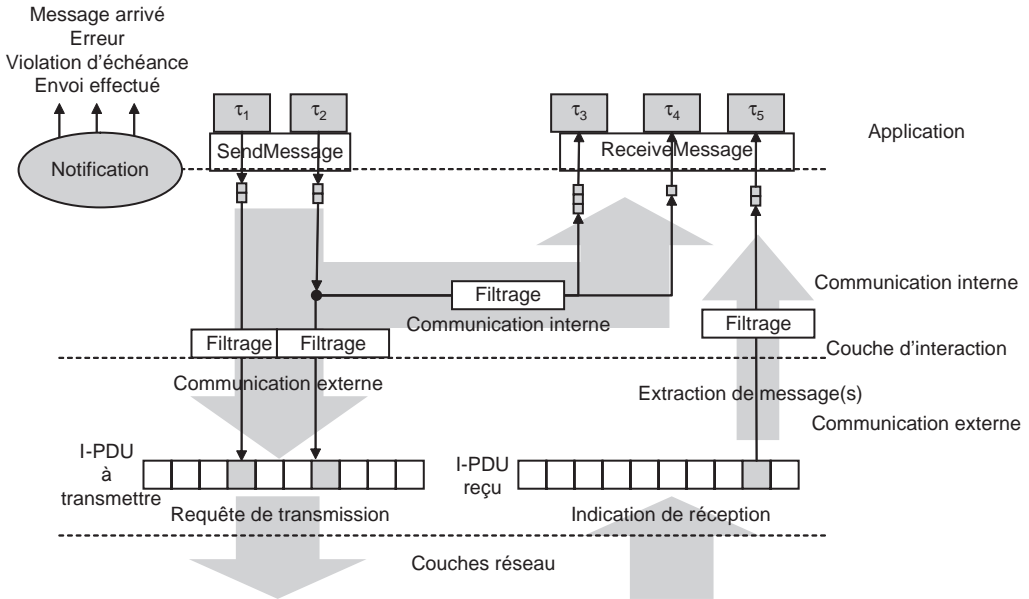 Message arrivé
Erreur
Violation d'échéance
Envoi effectué
τ1
τ2
τ3
τ4
τ5
Application
SendMessage
ReceiveMessage
Notification
Communication interne
Filtrage
Filtrage
Communication interne
Filtrage
Filtrage
Couche d'interaction
Communication externe
Extraction de message(s)
Communication externe
I-PDU
à
transmettre
I-PDU
reçu
Requête de transmission
Indication de réception
Couches réseau